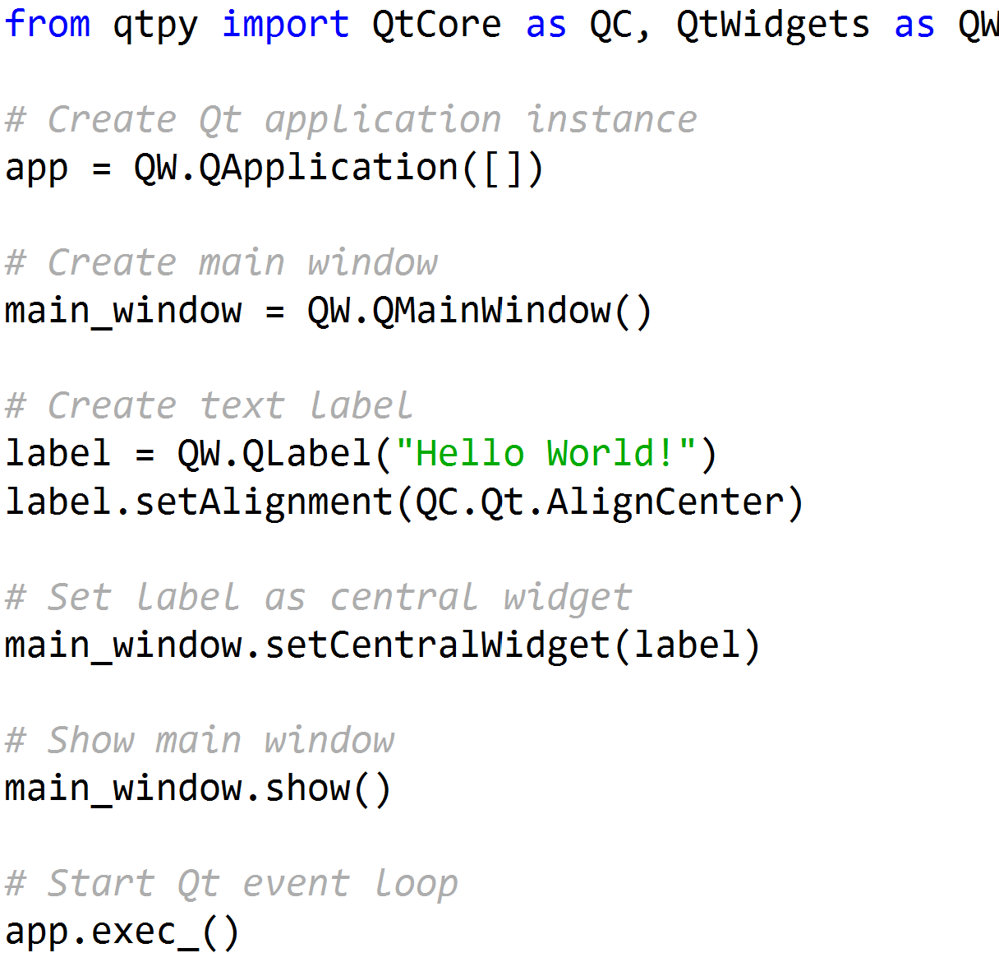 from qtpy import QtCore as QC, QtWidgets as QW
# Create Qt application instance
app = QW.QApplication([])
# Create main window
main_window = QW.QMainWindow()
# Create text label
label = QW.QLabel("Hello World!")
label.setAlignment(QC.Qt.AlignCenter)
# Set label as central widget
main_window.setCentralWidget(label)
# Show main window
main_window.show()
# Start Qt event loop
app.exec_()